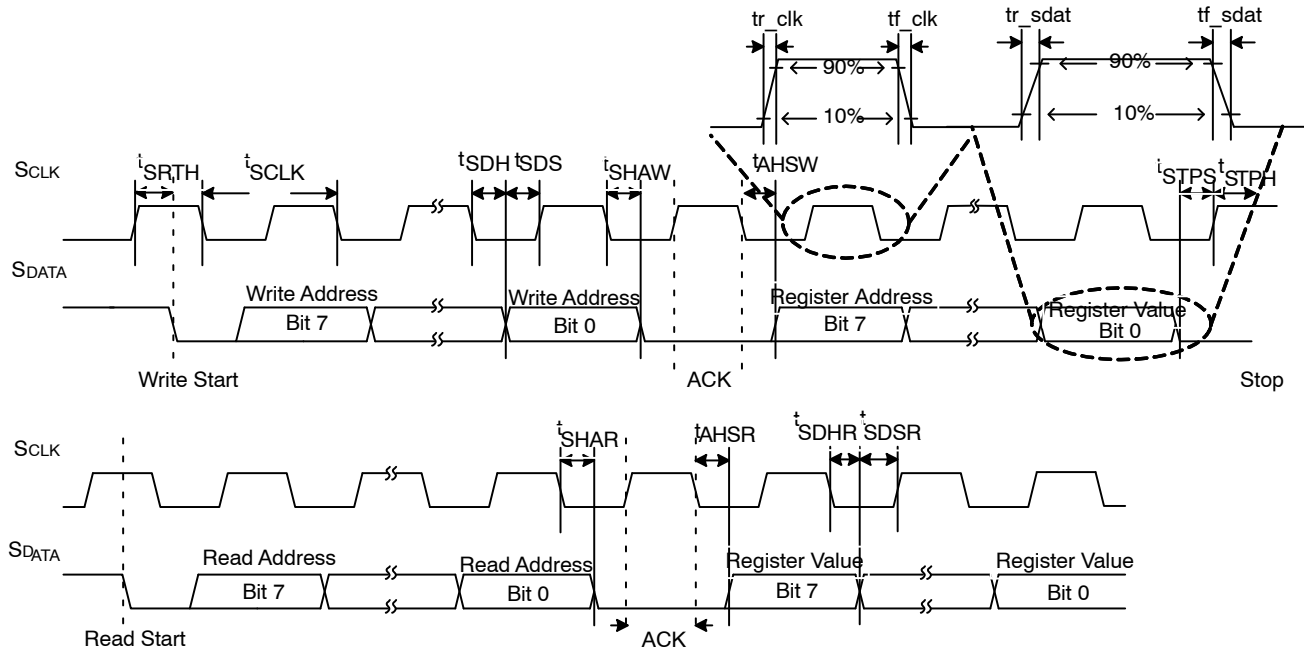 tr_clk tf_clk tr_sdat tf_sdat
90% 90%
10% 10%
SCLK tSRTH tSCLK tSDH tSDS tSHAW tAHSW tSTPS tSTPH
SDATA
Write Address Write Address Register Address Register Value
Bit 7 Bit 0 Bit 7 Bit 0
Write Start ACK Stop
SCLK tSHAR tAHSR tSDHR tSDSR
SDATA
Read Address Read Address Register Value Register Value
Bit 7 Bit 0 Bit 7 Bit 0
Read Start ACK